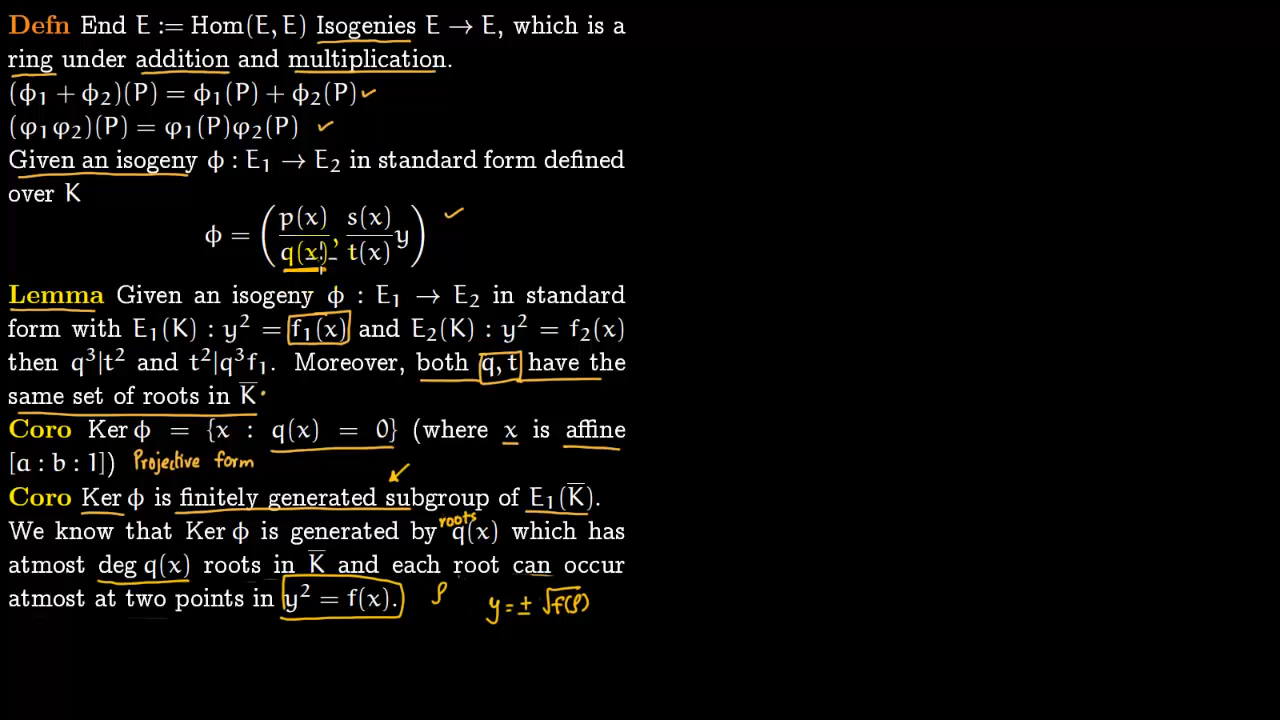 Defn End E := Hom(E, E) Isogenies E → E, which is a
ring under addition and multiplication.
(ϕ₁ + ϕ₂)(P) = ϕ₁(P) + ϕ₂(P) ✓
(φ₁φ₂)(P) = φ₁(P)φ₂(P) ✓
Given an isogeny ϕ : E₁ → E₂ in standard form defined
over K
ϕ = (p(x)/q(x), s(x)/t(x) y) ✓
Lemma Given an isogeny ϕ : E₁ → E₂ in standard
form with E₁(K) : y² = f₁(x) and E₂(K) : y² = f₂(x)
then q³|t² and t²|q³f₁. Moreover, both q, t have the
same set of roots in K̅
Coro Ker ϕ = {x : q(x) = 0} (where x is affine
[a : b : 1]) Projective form
Coro Ker ϕ is finitely generated subgroup of E₁(K̅).
roots
We know that Ker ϕ is generated by q(x) which has
atmost deg q(x) roots in K̅ and each root can occur
atmost at two points in y² = f(x). ρ y = ± √f(ρ)